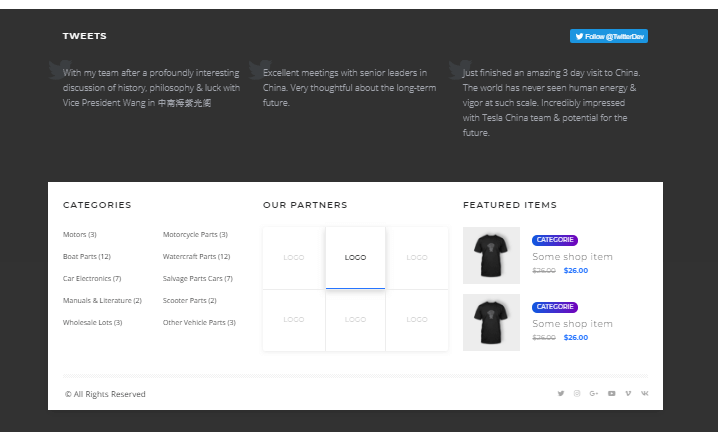 TWEETS
Follow @TwitterDev
With my team after a profoundly interesting
discussion of history, philosophy & luck with
Vice President Wang in 中南海紫光阁
Excellent meetings with senior leaders in
China. Very thoughtful about the long-term
future.
Just finished an amazing 3 day visit to China.
The world has never seen human energy &
vigor at such scale. Incredibly impressed
with Tesla China team & potential for the
future.
CATEGORIES
Motors (3)
Boat Parts (12)
Car Electronics (7)
Manuals & Literature (2)
Wholesale Lots (3)
Motorcycle Parts (3)
Watercraft Parts (12)
Salvage Parts Cars (7)
Scooter Parts (2)
Other Vehicle Parts (3)
OUR PARTNERS
LOGO LOGO LOGO
LOGO LOGO LOGO
FEATURED ITEMS
CATEGORIE
Some shop item
$26.00 $26.00
CATEGORIE
Some shop item
$26.00 $26.00
© All Rights Reserved